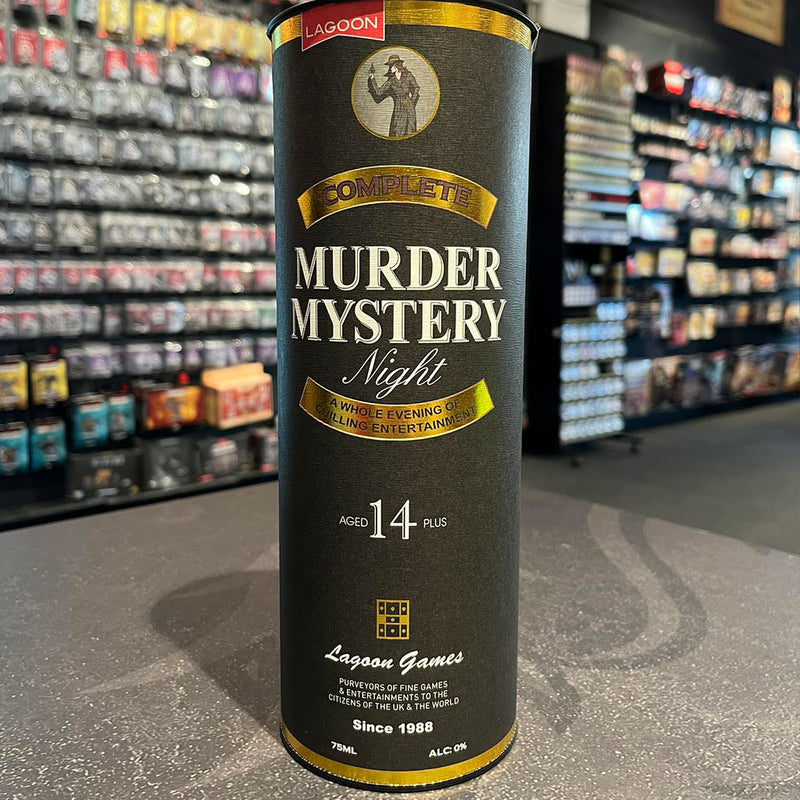 LAGOON
COMPLETE
MURDER
MYSTERY
Night
A WHOLE EVENING OF
CHILLING ENTERTAINMENT
AGED 14 PLUS
Lagoon Games
PURVEYORS OF FINE GAMES
& ENTERTAINMENTS TO THE
CITIZENS OF THE UK & THE WORLD
Since 1988
75ML ALC: 0%